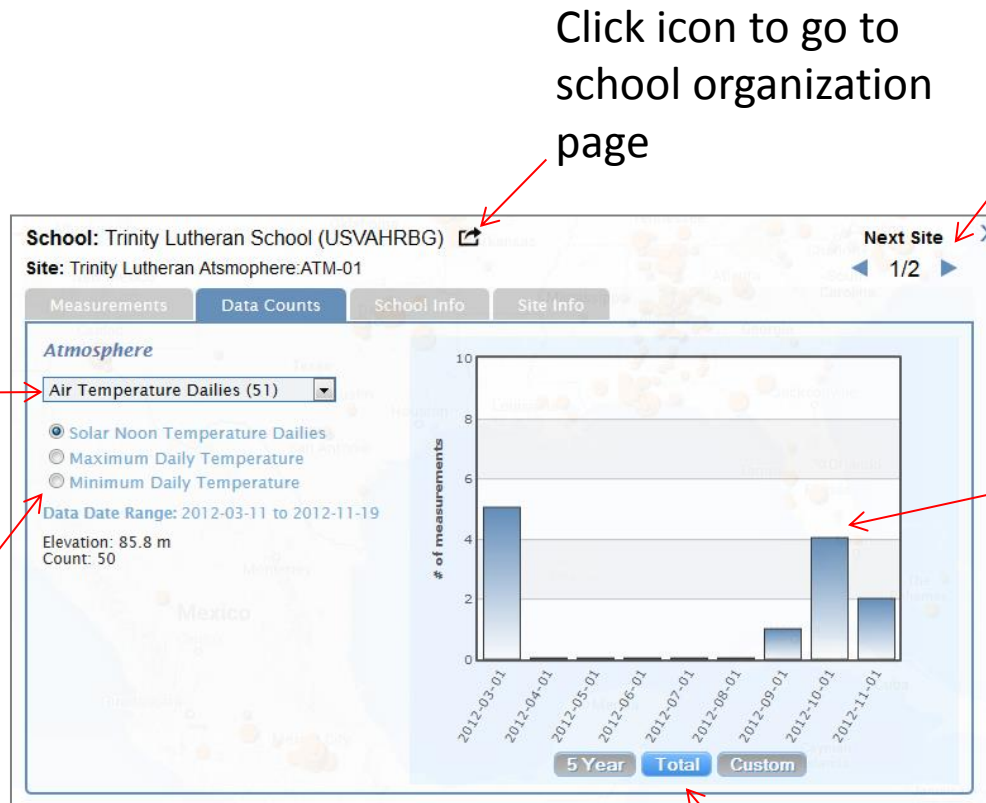 Click icon to go to
school organization
page
School: Trinity Lutheran School (USVAHRBG)
Next Site
X
Site: Trinity Lutheran Atsmophere:ATM-01
1/2
Measurements Data Counts School Info Site Info
Atmosphere
Air Temperature Dailies (51)
Solar Noon Temperature Dailies
Maximum Daily Temperature
Minimum Daily Temperature
Data Date Range: 2012-03-11 to 2012-11-19
Elevation: 85.8 m
Count: 50
# of measurements
10
8
6
4
2
0
2012-03-01
2012-04-01
2012-05-01
2012-06-01
2012-07-01
2012-08-01
2012-09-01
2012-10-01
2012-11-01
5 Year Total Custom
Mexico
Monterrey